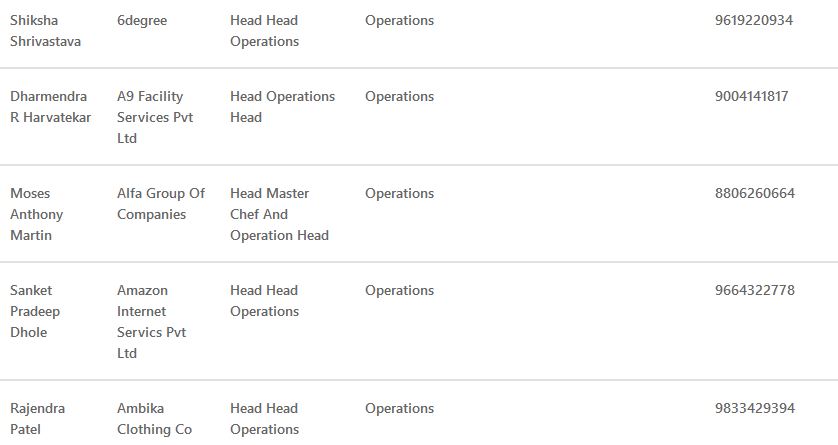 Shiksha 6degree Head Head Operations 9619220934
Shrivastava Operations
Dharmendra A9 Facility Head Operations Operations 9004141817
R Harvatekar Services Pvt Head
Ltd
Moses Alfa Group Of Head Master Operations 8806260664
Anthony Companies Chef And
Martin Operation Head
Sanket Amazon Head Head Operations 9664322778
Pradeep Internet Operations
Dhole Servics Pvt
Ltd
Rajendra Ambika Head Head Operations 9833429394
Patel Clothing Co Operations